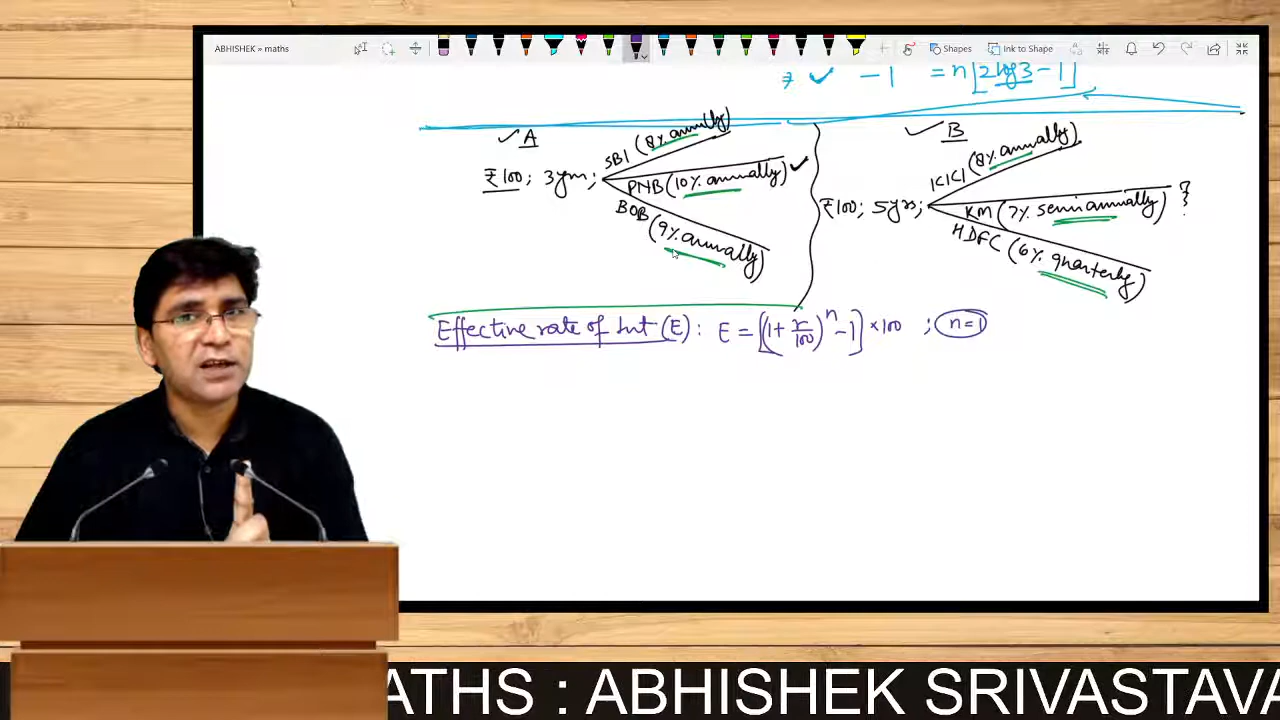 ABHISHEK » maths
Shapes
Ink to Shape
⇒ ✓ -1 = n[2log3-1]
✓ A
₹100; 3yrs;
SBI (8% annually)
PNB (10% annually) ✓
BOB (9% annually)
✓ B
₹100; 5yrs;
ICICI (8% annually)
KM (7% semi annually) ?
HDFC (6% quarterly)
Effective rate of Int (E): E = [(1+r/100)^n -1] × 100 ; n=1
ATHS : ABHISHEK SRIVASTAVA